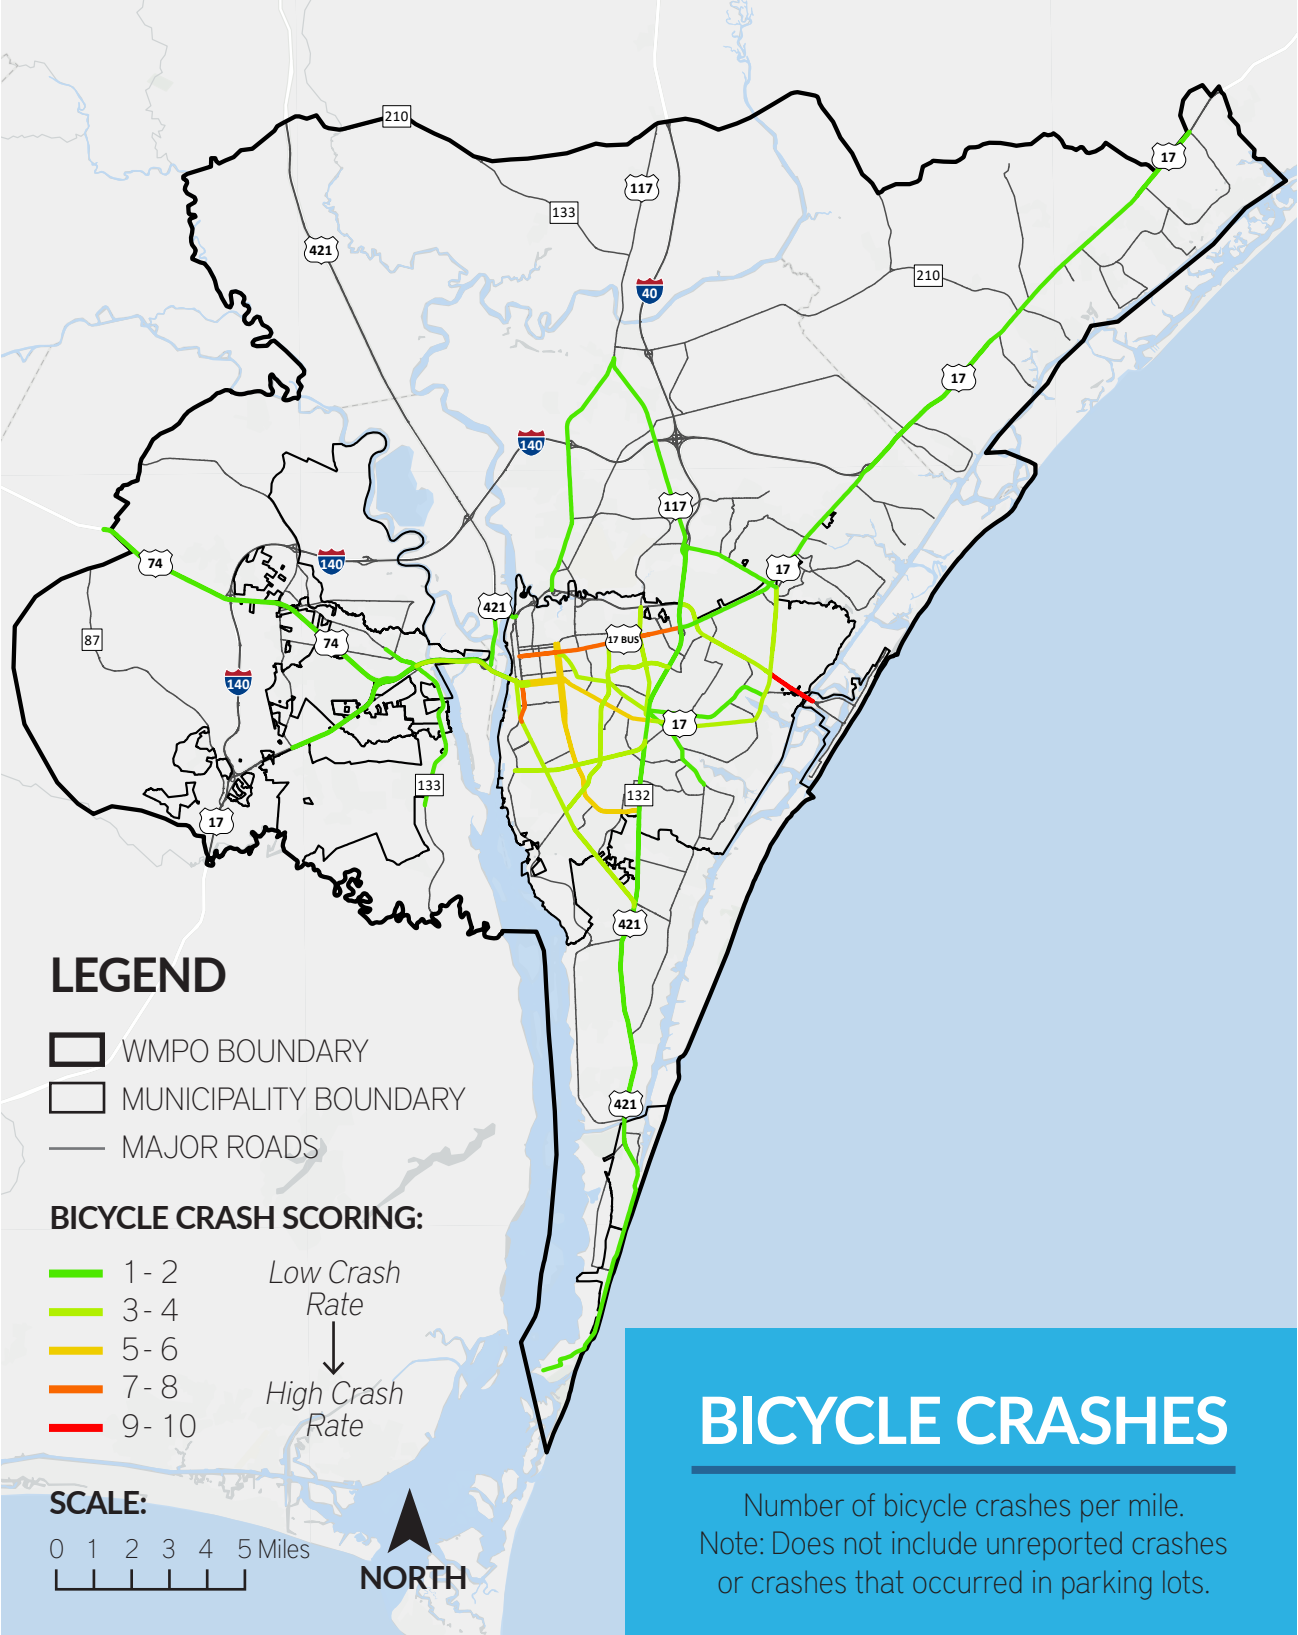 210
17
117
133
421
210
40
17
140
117
74
140
17
421
87
74
17 BUS
140
17
133
132
17
421
LEGEND
WMPO BOUNDARY
MUNICIPALITY BOUNDARY
421
MAJOR ROADS
BICYCLE CRASH SCORING:
1 - 2
3 - 4
5 - 6
7 - 8
9 - 10
Low Crash
Rate
High Crash
Rate
SCALE:
0 1 2 3 4 5 Miles
NORTH
BICYCLE CRASHES
Number of bicycle crashes per mile.
Note: Does not include unreported crashes
or crashes that occurred in parking lots.